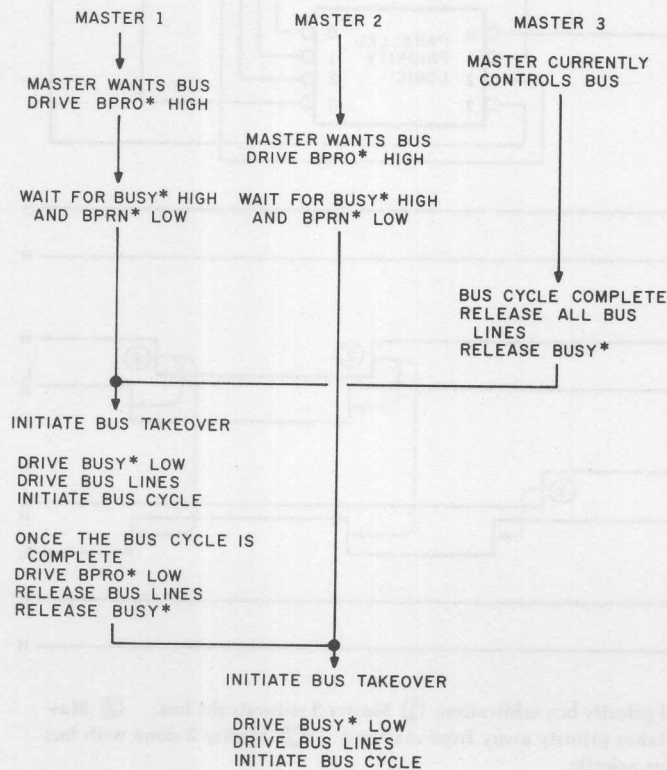 MASTER 1
MASTER 2
MASTER 3
MASTER WANTS BUS
DRIVE BPRO* HIGH
MASTER WANTS BUS
DRIVE BPRO* HIGH
MASTER CURRENTLY
CONTROLS BUS
WAIT FOR BUSY* HIGH
AND BPRN* LOW
WAIT FOR BUSY* HIGH
AND BPRN* LOW
BUS CYCLE COMPLETE
RELEASE ALL BUS
LINES
RELEASE BUSY*
INITIATE BUS TAKEOVER
DRIVE BUSY* LOW
DRIVE BUS LINES
INITIATE BUS CYCLE
ONCE THE BUS CYCLE IS
COMPLETE
DRIVE BPRO* LOW
RELEASE BUS LINES
RELEASE BUSY*
INITIATE BUS TAKEOVER
DRIVE BUSY* LOW
DRIVE BUS LINES
INITIATE BUS CYCLE